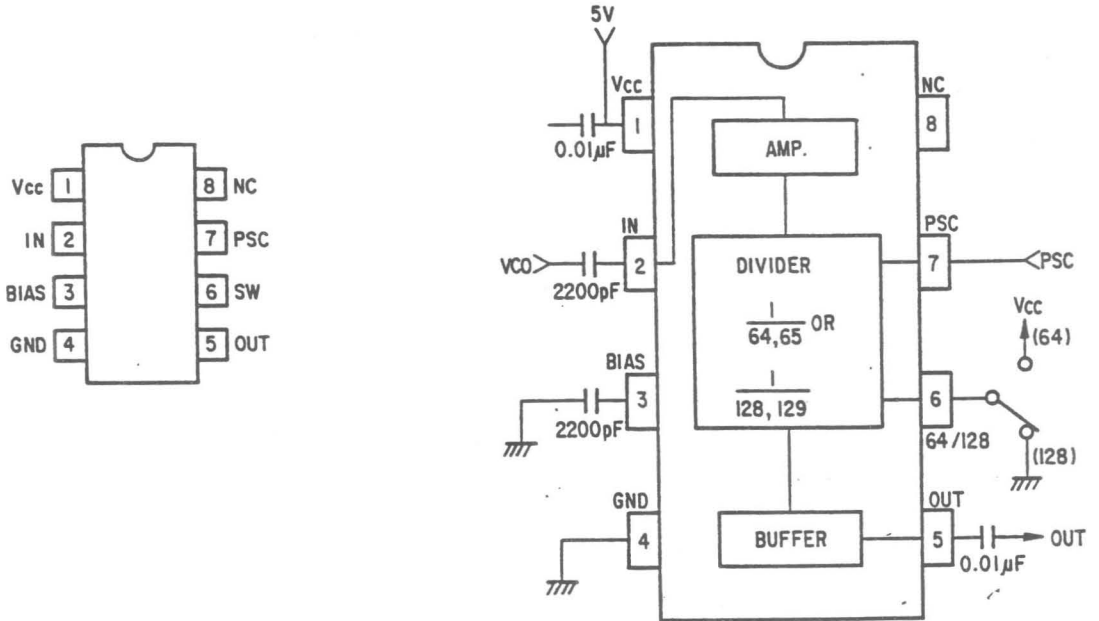 Vcc 1 8 NC
IN 2 7 PSC
BIAS 3 6 SW
GND 4 5 OUT
5V
Vcc NC
1 8
0.01µF
AMP.
IN PSC
VCO 2 7 PSC
2200pF
DIVIDER
1
64,65 OR
1
128,129
Vcc
(64)
BIAS
3 6
2200pF 64/128
(128)
GND OUT
4 BUFFER 5 OUT
0.01µF